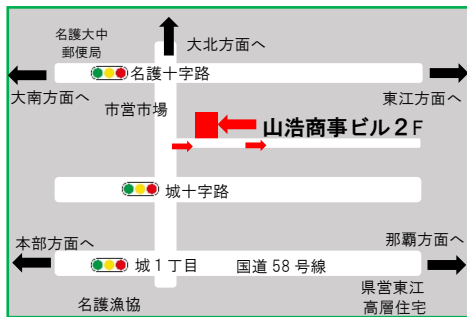 名護大中
郵便局
大北方面へ
名護十字路
大南方面へ
市営市場
東江方面へ
山浩商事ビル２F
城十字路
本部方面へ
那覇方面へ
城１丁目
国道 58 号線
名護漁協
県営東江
高層住宅